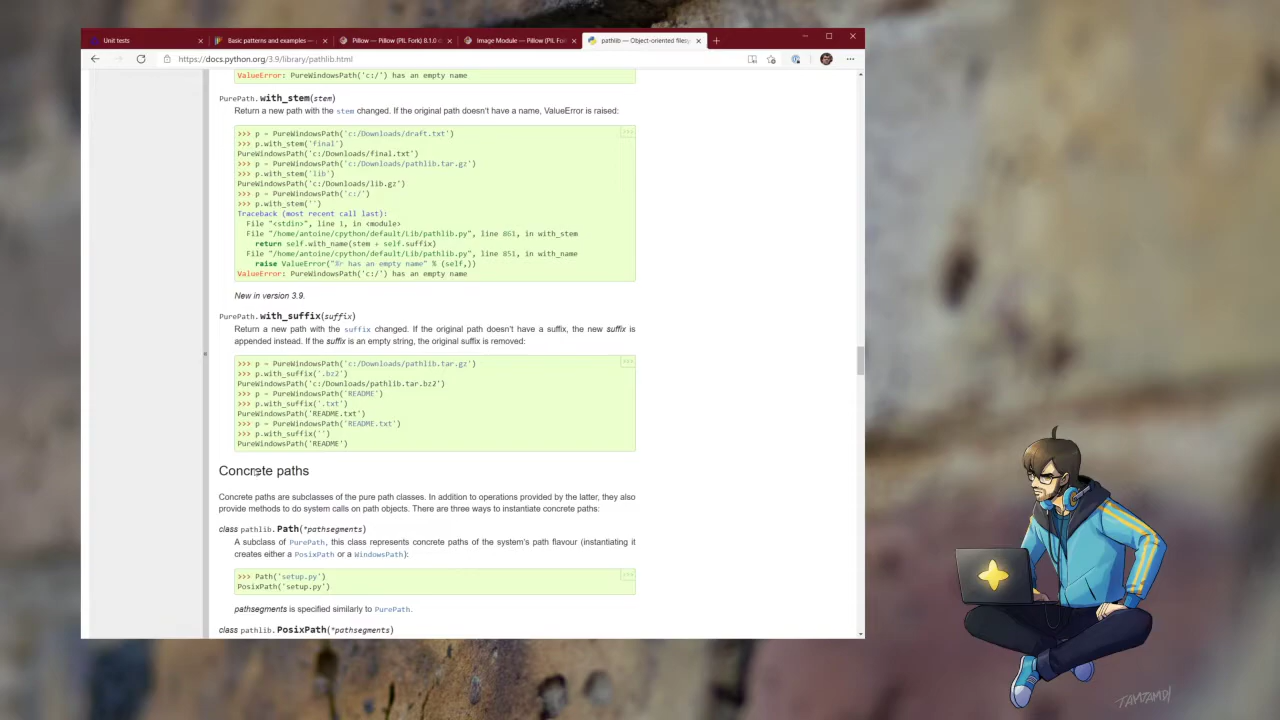 Unit tests
Basic patterns and examples —
Pillow — Pillow (PIL Fork) 8.1.0
Image Module — Pillow (PIL Fork)
pathlib — Object-oriented files
https://docs.python.org/3.9/library/pathlib.html
ValueError: PureWindowsPath('c:/') has an empty name
PurePath.with_stem(stem)
Return a new path with the stem changed. If the original path doesn't have a name, ValueError is raised:
>>> p = PureWindowsPath('c:/Downloads/draft.txt')
>>> p.with_stem('final')
PureWindowsPath('c:/Downloads/final.txt')
>>> p = PureWindowsPath('c:/Downloads/pathlib.tar.gz')
>>> p.with_stem('lib')
PureWindowsPath('c:/Downloads/lib.gz')
>>> p = PureWindowsPath('c:/')
>>> p.with_stem('')
Traceback (most recent call last):
File "<stdin>", line 1, in <module>
File "/home/antoine/cpython/default/Lib/pathlib.py", line 861, in with_stem
return self.with_name(stem + self.suffix)
File "/home/antoine/cpython/default/Lib/pathlib.py", line 851, in with_name
raise ValueError("%r has an empty name" % (self,))
ValueError: PureWindowsPath('c:/') has an empty name
>>>
New in version 3.9.
PurePath.with_suffix(suffix)
Return a new path with the suffix changed. If the original path doesn't have a suffix, the new suffix is
appended instead. If the suffix is an empty string, the original suffix is removed:
>>> p = PureWindowsPath('c:/Downloads/pathlib.tar.gz')
>>> p.with_suffix('.bz2')
PureWindowsPath('c:/Downloads/pathlib.tar.bz2')
>>> p = PureWindowsPath('README')
>>> p.with_suffix('.txt')
PureWindowsPath('README.txt')
>>> p = PureWindowsPath('README.txt')
>>> p.with_suffix('')
PureWindowsPath('README')
>>>
Concrete paths
Concrete paths are subclasses of the pure path classes. In addition to operations provided by the latter, they also
provide methods to do system calls on path objects. There are three ways to instantiate concrete paths:
class pathlib.Path(*pathsegments)
A subclass of PurePath, this class represents concrete paths of the system's path flavour (instantiating it
creates either a PosixPath or a WindowsPath):
>>> Path('setup.py')
PosixPath('setup.py')
>>>
pathsegments is specified similarly to PurePath.
class pathlib.PosixPath(*pathsegments)